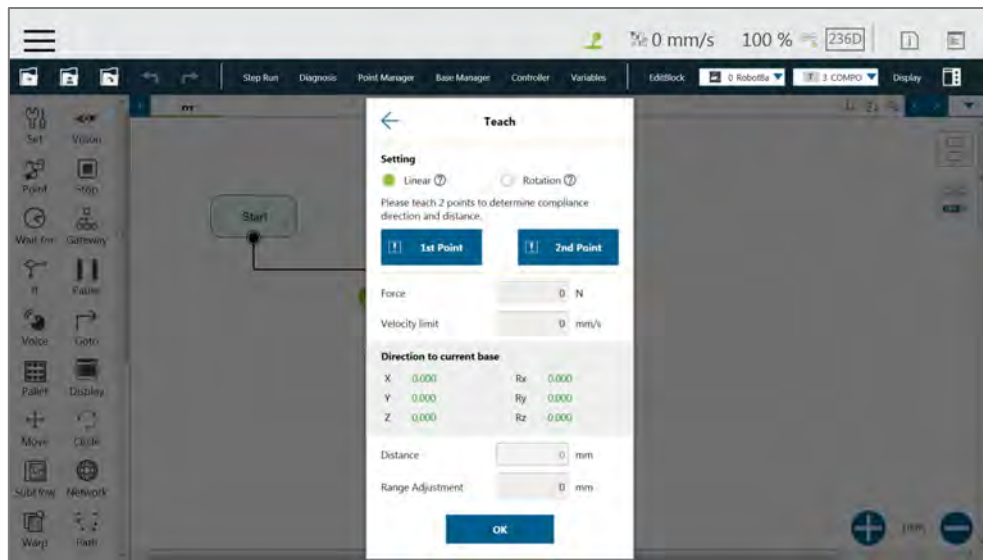 0 mm/s 100 % 236D
Step Run Diagnosis Point Manager Base Manager Controller Variables EditBlock 0 RobotBa 3 COMPO Display
Set Vision
Point Stop
Wait for Gateway
If Pause
Voice Goto
Pallet Display
Move Circle
Subflow Network
Warp Path
Start
Teach
Setting
Linear ? Rotation ?
Please teach 2 points to determine compliance
direction and distance.
! 1st Point ! 2nd Point
Force 0 N
Velocity limit 0 mm/s
Direction to current base
X 0.000 Rx 0.000
Y 0.000 Ry 0.000
Z 0.000 Rz 0.000
Distance 0 mm
Range Adjustment 0 mm
OK